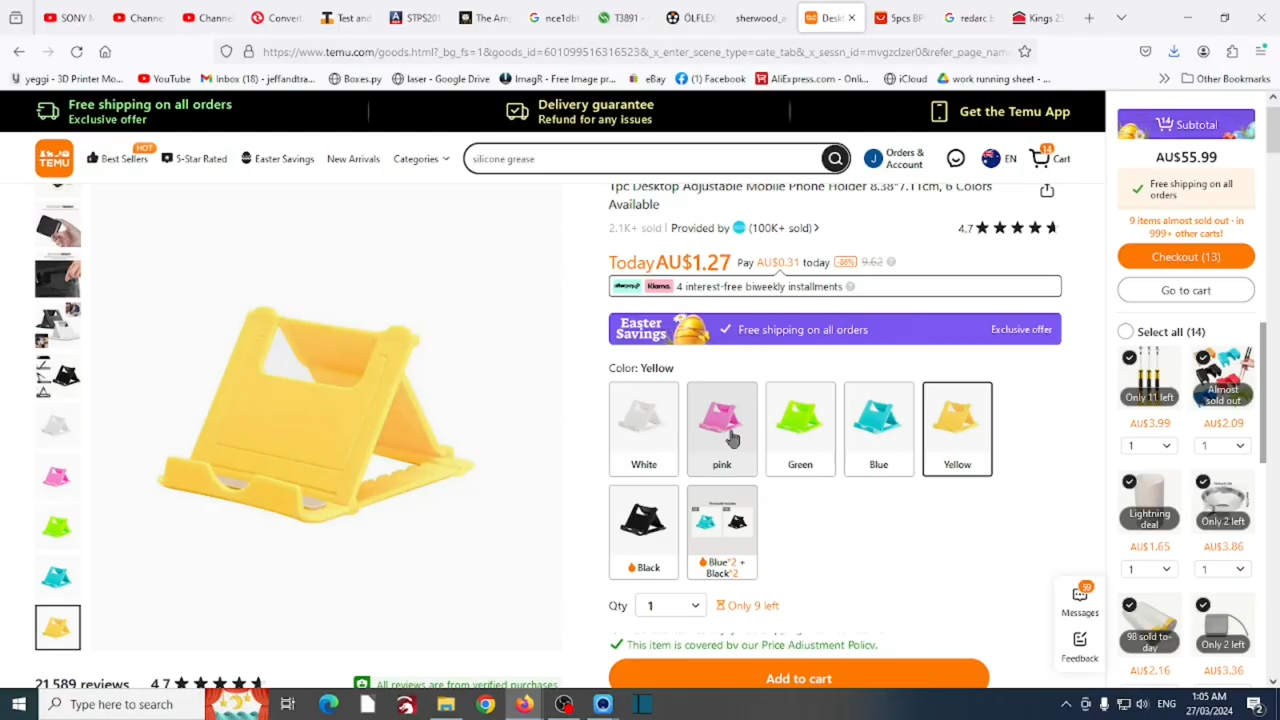 SONY M
Channe
Channel
Convert
Test and
STPS201
The Am
nce1db
T3891 -
ÖLFLEX
sherwood_a
Deskt
5pcs BP
redarc b
Kings 25
https://www.temu.com/goods.html?_bg_fs=1&goods_id=601099516316523&_x_enter_scene_type=cate_tab&_x_sessn_id=mvgzclzer0&refer_page_name
yeggi - 3D Printer Mo...
YouTube
Inbox (18) - jeffandtra...
Boxes.py
laser - Google Drive
ImagR - Free Image pr...
eBay
(1) Facebook
AliExpress.com - Onli...
iCloud
work running sheet - ...
Other Bookmarks
Free shipping on all orders
Exclusive offer
Delivery guarantee
Refund for any issues
Get the Temu App
TEMU
Best Sellers
HOT
5-Star Rated
Easter Savings
New Arrivals
Categories
silicone grease
J
Orders &
Account
EN
14
Cart
1pc Desktop Adjustable Mobile Phone Holder 8.38*7.11cm, 6 Colors
Available
2.1K+ sold | Provided by (100K+ sold)
4.7
Today AU$1.27 Pay AU$0.31 today -86% 9.62
afterpay Klarna. 4 interest-free biweekly installments
Easter
Savings
Free shipping on all orders
Exclusive offer
Color: Yellow
White
pink
Green
Blue
Yellow
Black
Blue*2 +
Black*2
Qty 1 Only 9 left
This item is covered by our Price Adjustment Policy.
Add to cart
21,589 reviews 4.7
All reviews are from verified purchases
59
Messages
Feedback
Subtotal
AU$55.99
Free shipping on all
orders
9 items almost sold out · in
999+ other carts!
Checkout (13)
Go to cart
Select all (14)
Only 11 left
Almost
sold out
AU$3.99
AU$2.09
1
1
Lightning
deal
Only 2 left
AU$1.65
AU$3.86
1
1
98 sold to-
day
Only 2 left
AU$2.16
AU$3.36
Type here to search
ENG
1:05 AM
27/03/2024
2